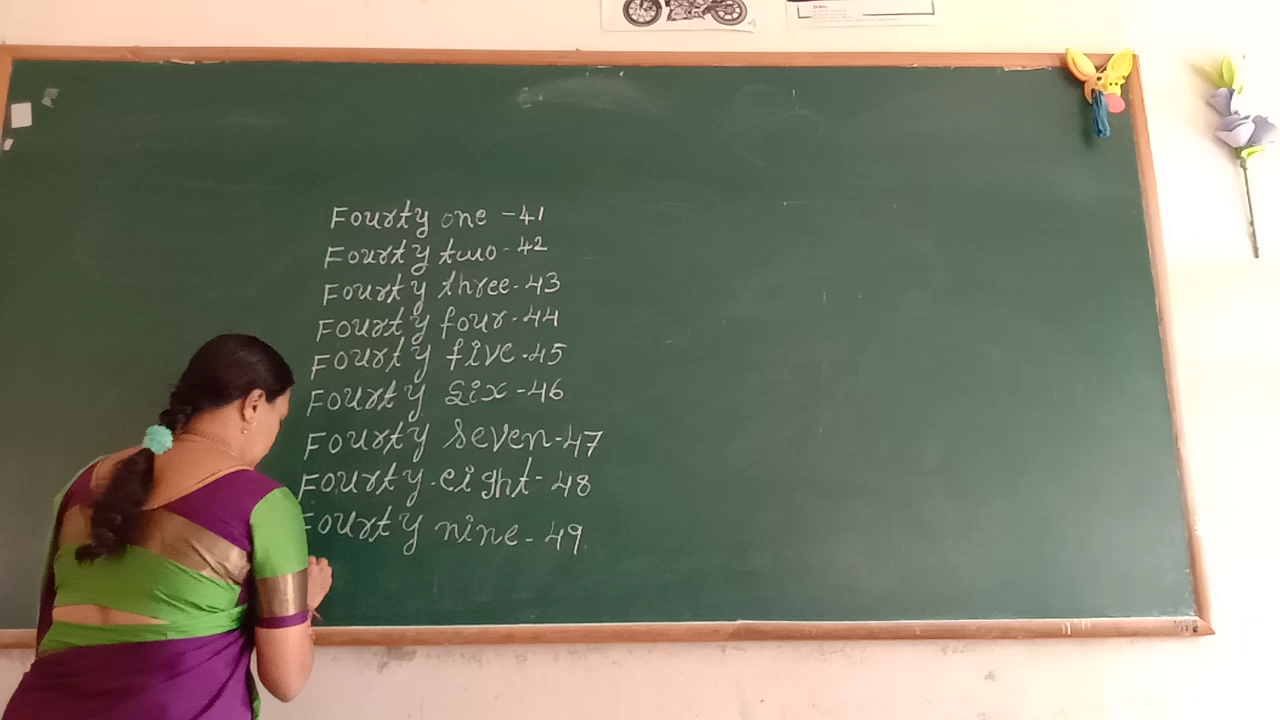 Fourty one - 41
Fourty two - 42
Fourty three - 43
Fourty four - 44
Fourty five - 45
Fourty six - 46
Fourty seven - 47
Fourty eight - 48
Fourty nine - 49